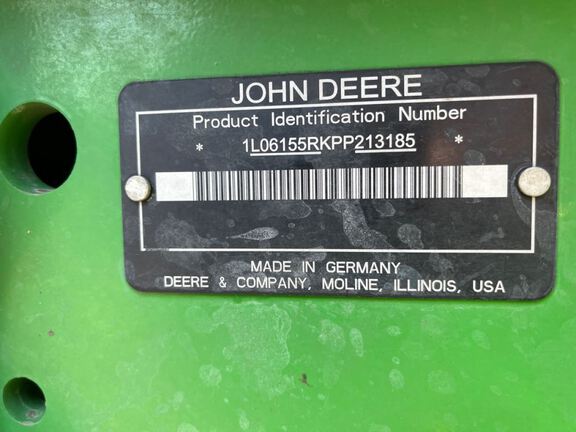 JOHN DEERE
Product Identification Number
* 1L06155RKPP213185 *
MADE IN GERMANY
DEERE & COMPANY, MOLINE, ILLINOIS, USA